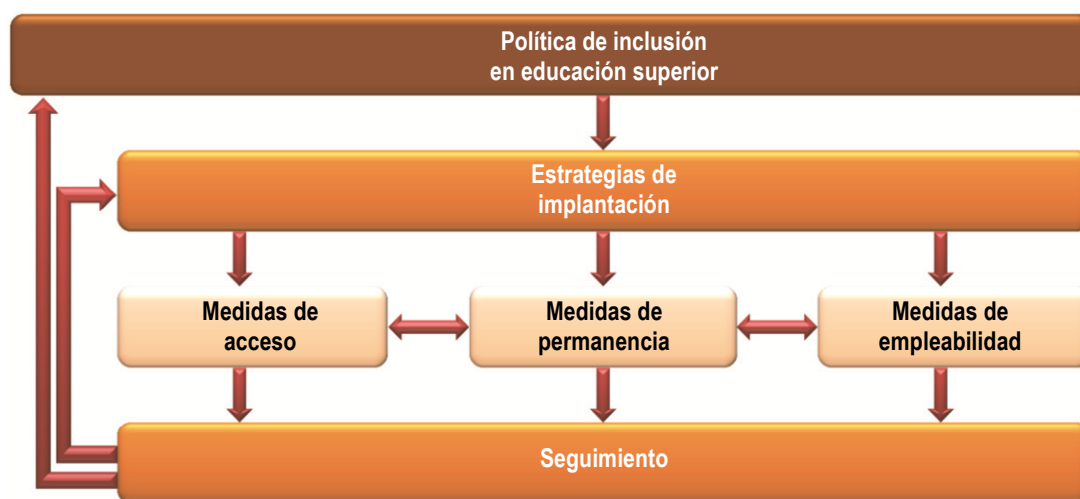 Política de inclusión
en educación superior
Estrategias de
implantación
Medidas de
acceso
Medidas de
permanencia
Medidas de
empleabilidad
Seguimiento